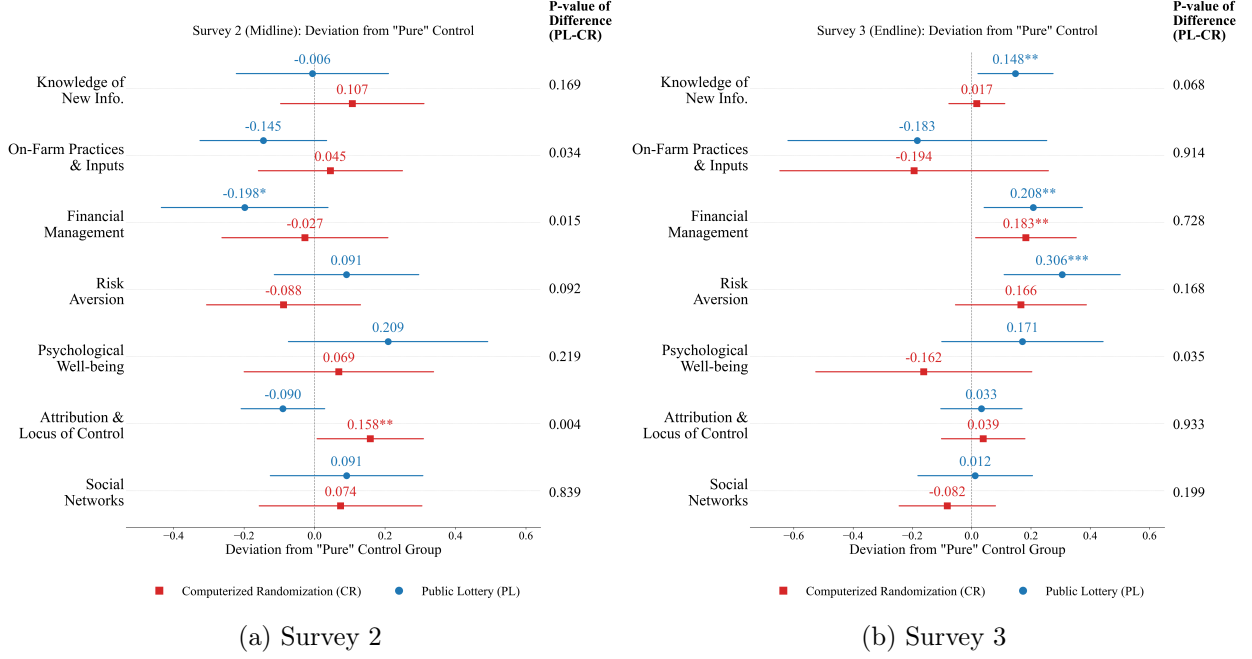 P-value of
Difference
(PL-CR)
Survey 2 (Midline): Deviation from "Pure" Control
Knowledge of
New Info.
-0.006
0.107
0.169
On-Farm Practices
& Inputs
-0.145
0.045
0.034
Financial
Management
-0.198*
-0.027
0.015
Risk
Aversion
0.091
-0.088
0.092
Psychological
Well-being
0.209
0.069
0.219
Attribution &
Locus of Control
-0.090
0.158**
0.004
Social
Networks
0.091
0.074
0.839
−0.4 −0.2 0.0 0.2 0.4 0.6
Deviation from "Pure" Control Group
Computerized Randomization (CR) Public Lottery (PL)
(a) Survey 2
P-value of
Difference
(PL-CR)
Survey 3 (Endline): Deviation from "Pure" Control
Knowledge of
New Info.
0.148**
0.017
0.068
On-Farm Practices
& Inputs
-0.183
-0.194
0.914
Financial
Management
0.208**
0.183**
0.728
Risk
Aversion
0.306***
0.166
0.168
Psychological
Well-being
0.171
-0.162
0.035
Attribution &
Locus of Control
0.033
0.039
0.933
Social
Networks
0.012
-0.082
0.199
−0.6 −0.4 −0.2 0.0 0.2 0.4 0.6
Deviation from "Pure" Control Group
Computerized Randomization (CR) Public Lottery (PL)
(b) Survey 3